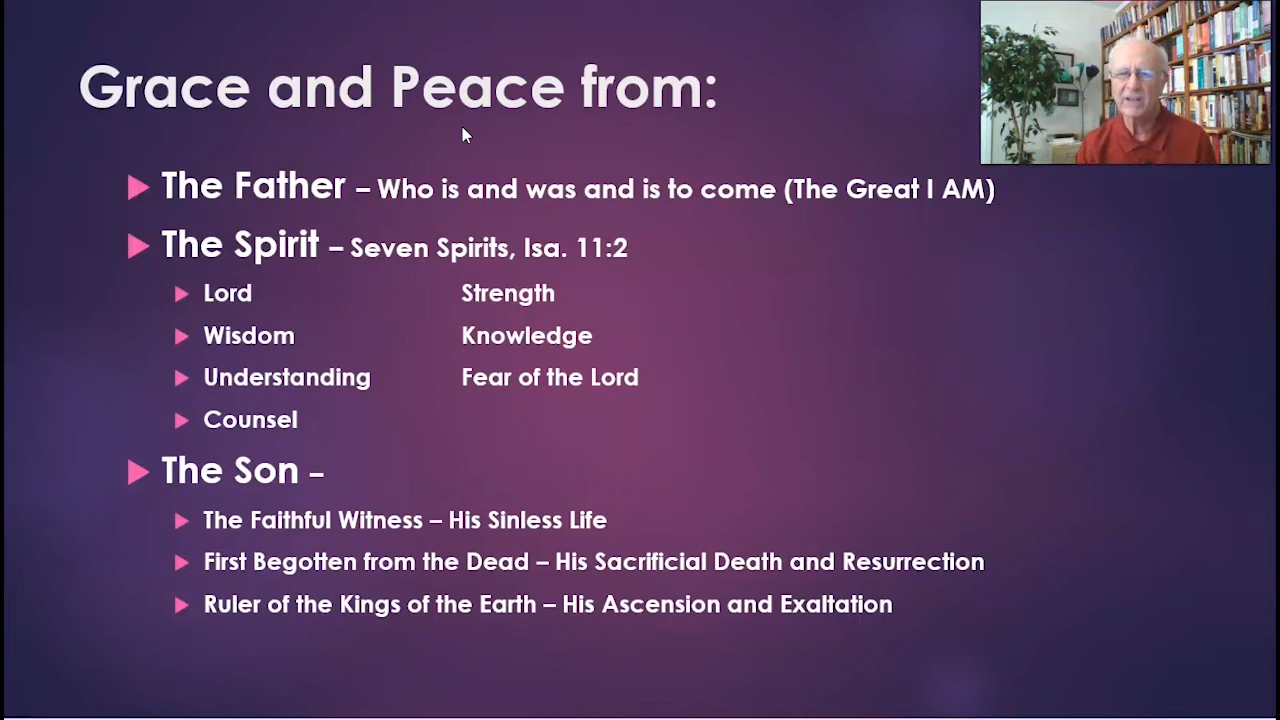 Grace and Peace from:
The Father – Who is and was and is to come (The Great I AM)
The Spirit – Seven Spirits, Isa. 11:2
Lord Strength
Wisdom Knowledge
Understanding Fear of the Lord
Counsel
The Son –
The Faithful Witness – His Sinless Life
First Begotten from the Dead – His Sacrificial Death and Resurrection
Ruler of the Kings of the Earth – His Ascension and Exaltation